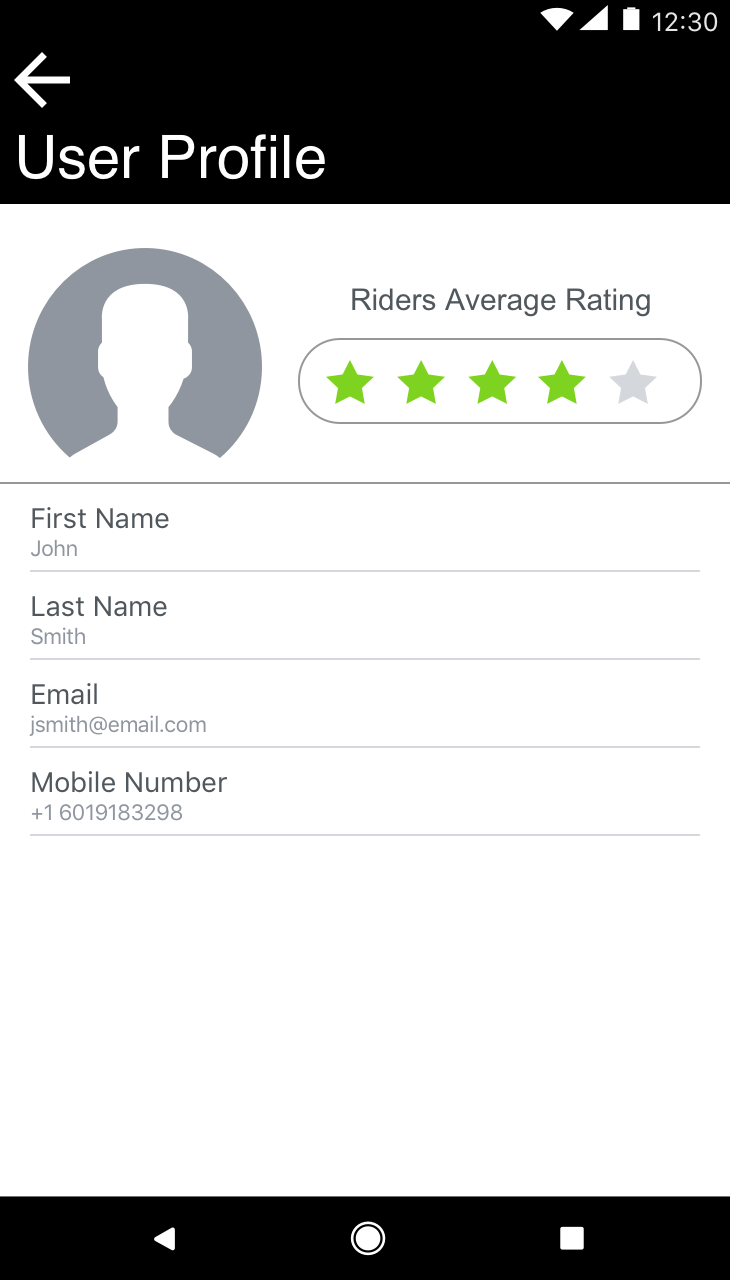 12:30
User Profile
Riders Average Rating
First Name
John
Last Name
Smith
Email
jsmith@email.com
Mobile Number
+1 6019183298